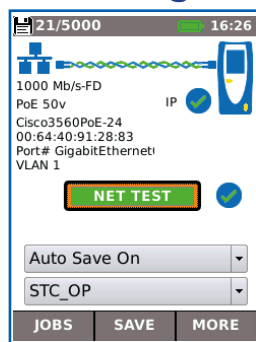 21/5000 16:26
1000 Mb/s-FD
PoE 50v IP
Cisco3560PoE-24
00:64:40:91:28:83
Port# GigabitEthernet
VLAN 1
NET TEST
Auto Save On
STC_OP
JOBS SAVE MORE